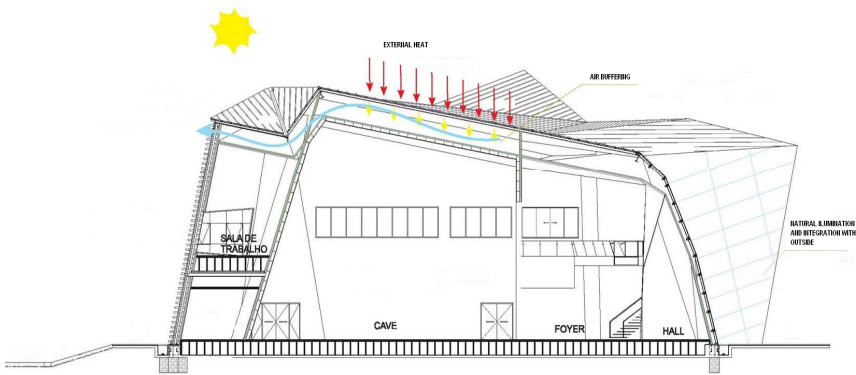 EXTERNAL HEAT
AIR BUFFERING
NATURAL ILUMINATION
AND INTEGRATION WITH
OUTSIDE
SALA DE
TRABALHO
CAVE
FOYER
HALL